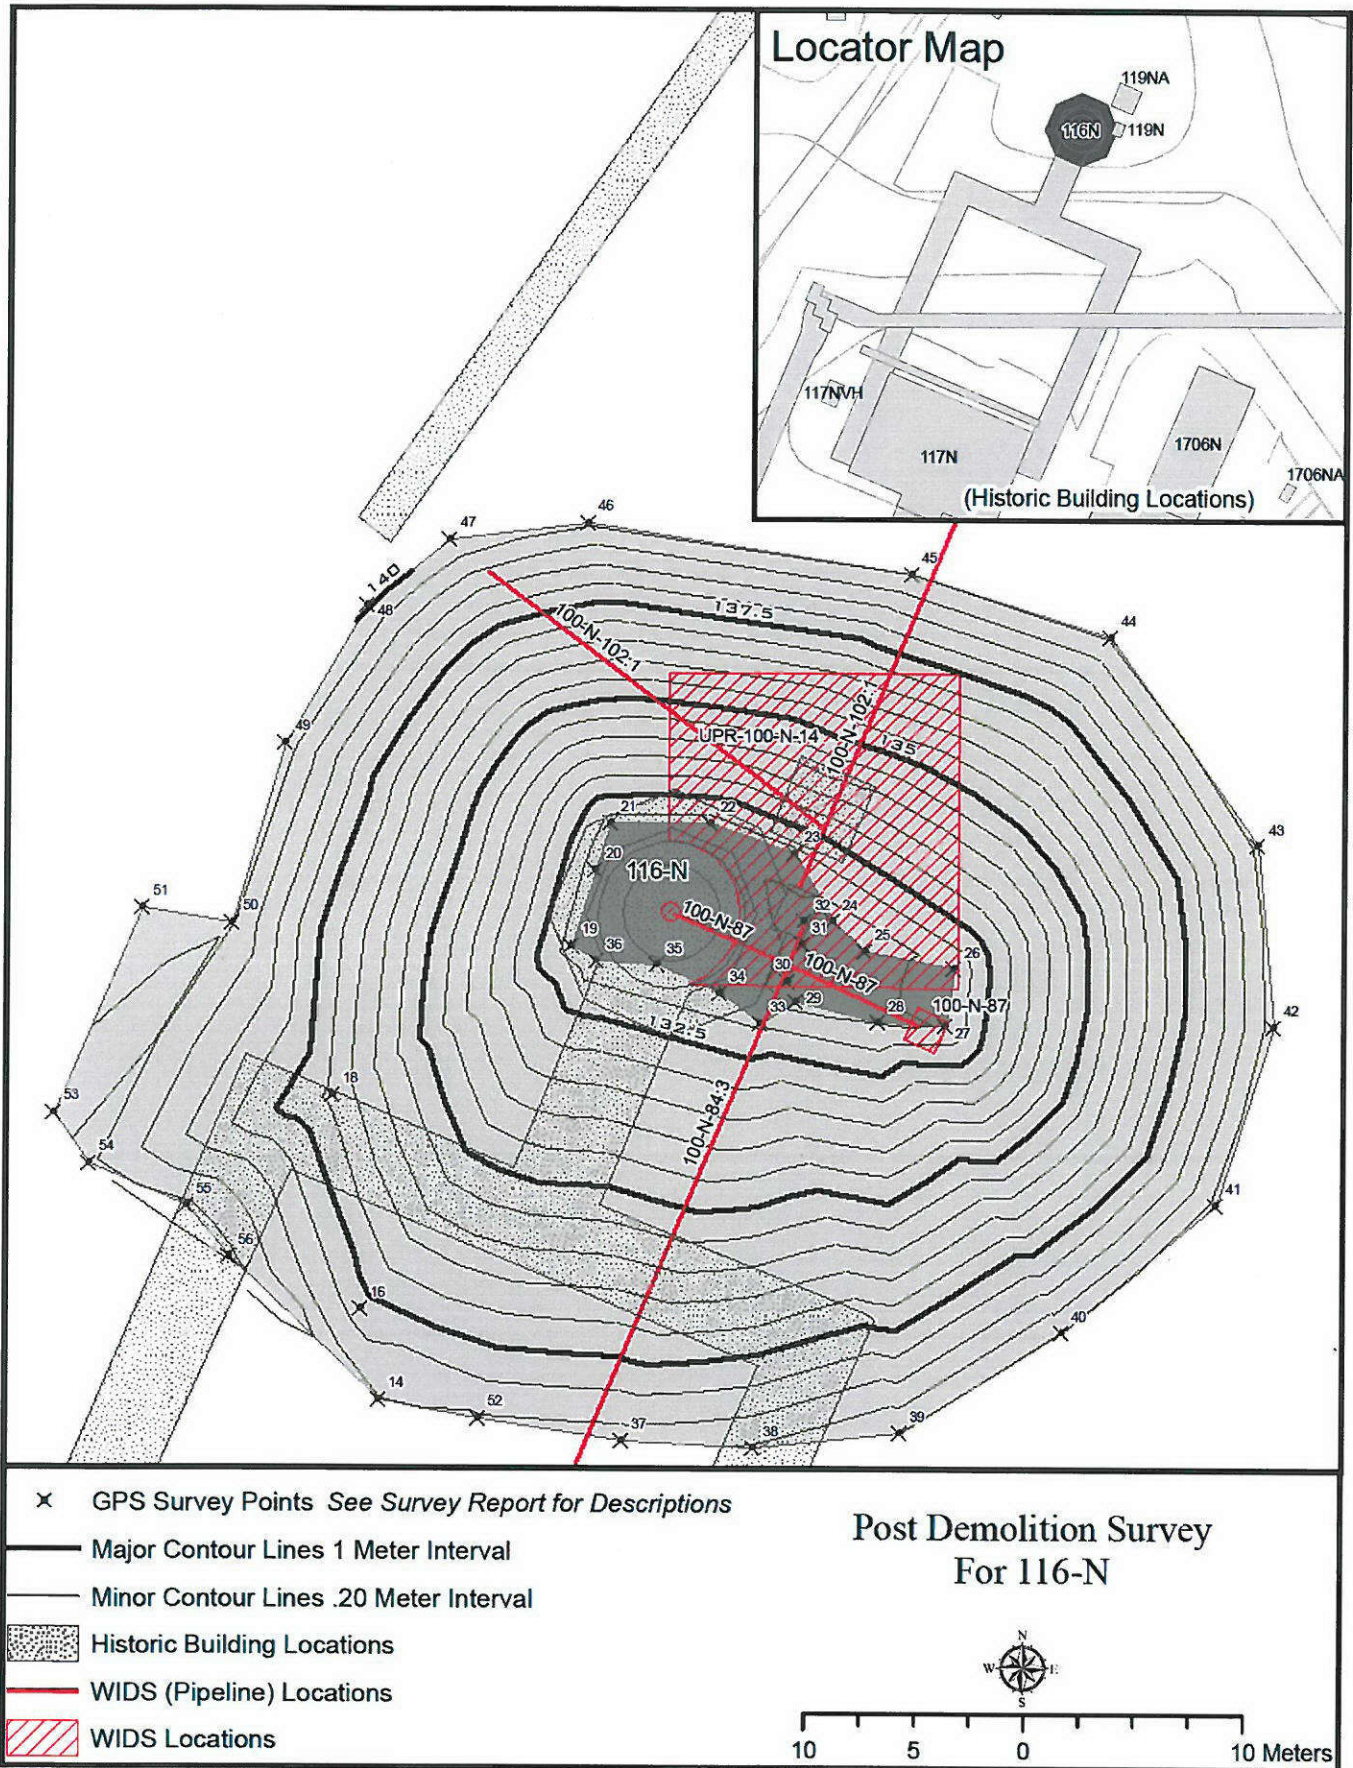 Locator Map
119NA
116N
119N
117NVH
117N
1706N
1706NA
(Historic Building Locations)
47
46
45
140
48
44
137.5
100-N-102:1
49
100-N-102:1
UPR-100-N-14
135
21
22
23
43
20
116-N
51
50
100-N-87
32
24
31
19
36
35
25
26
30
100-N-87
34
29
28
100-N-87
33
27
42
132.5
18
53
100-N-84:3
54
55
41
56
16
40
14
52
37
38
39
GPS Survey Points See Survey Report for Descriptions
Major Contour Lines 1 Meter Interval
Minor Contour Lines .20 Meter Interval
Historic Building Locations
WIDS (Pipeline) Locations
WIDS Locations
Post Demolition Survey
For 116-N
N
W E
S
10 5 0 10 Meters